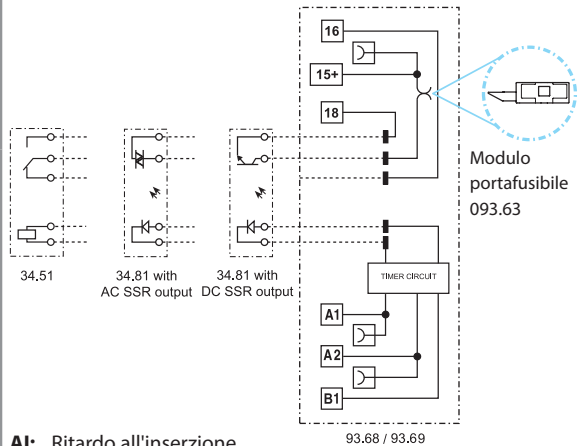 16
15+
18
Modulo
portafusibile
093.63
34.51
34.81 with
AC SSR output
34.81 with
DC SSR output
TIMER CIRCUIT
A1
A2
B1
93.68 / 93.69
AI: Ritardo all'inserzione